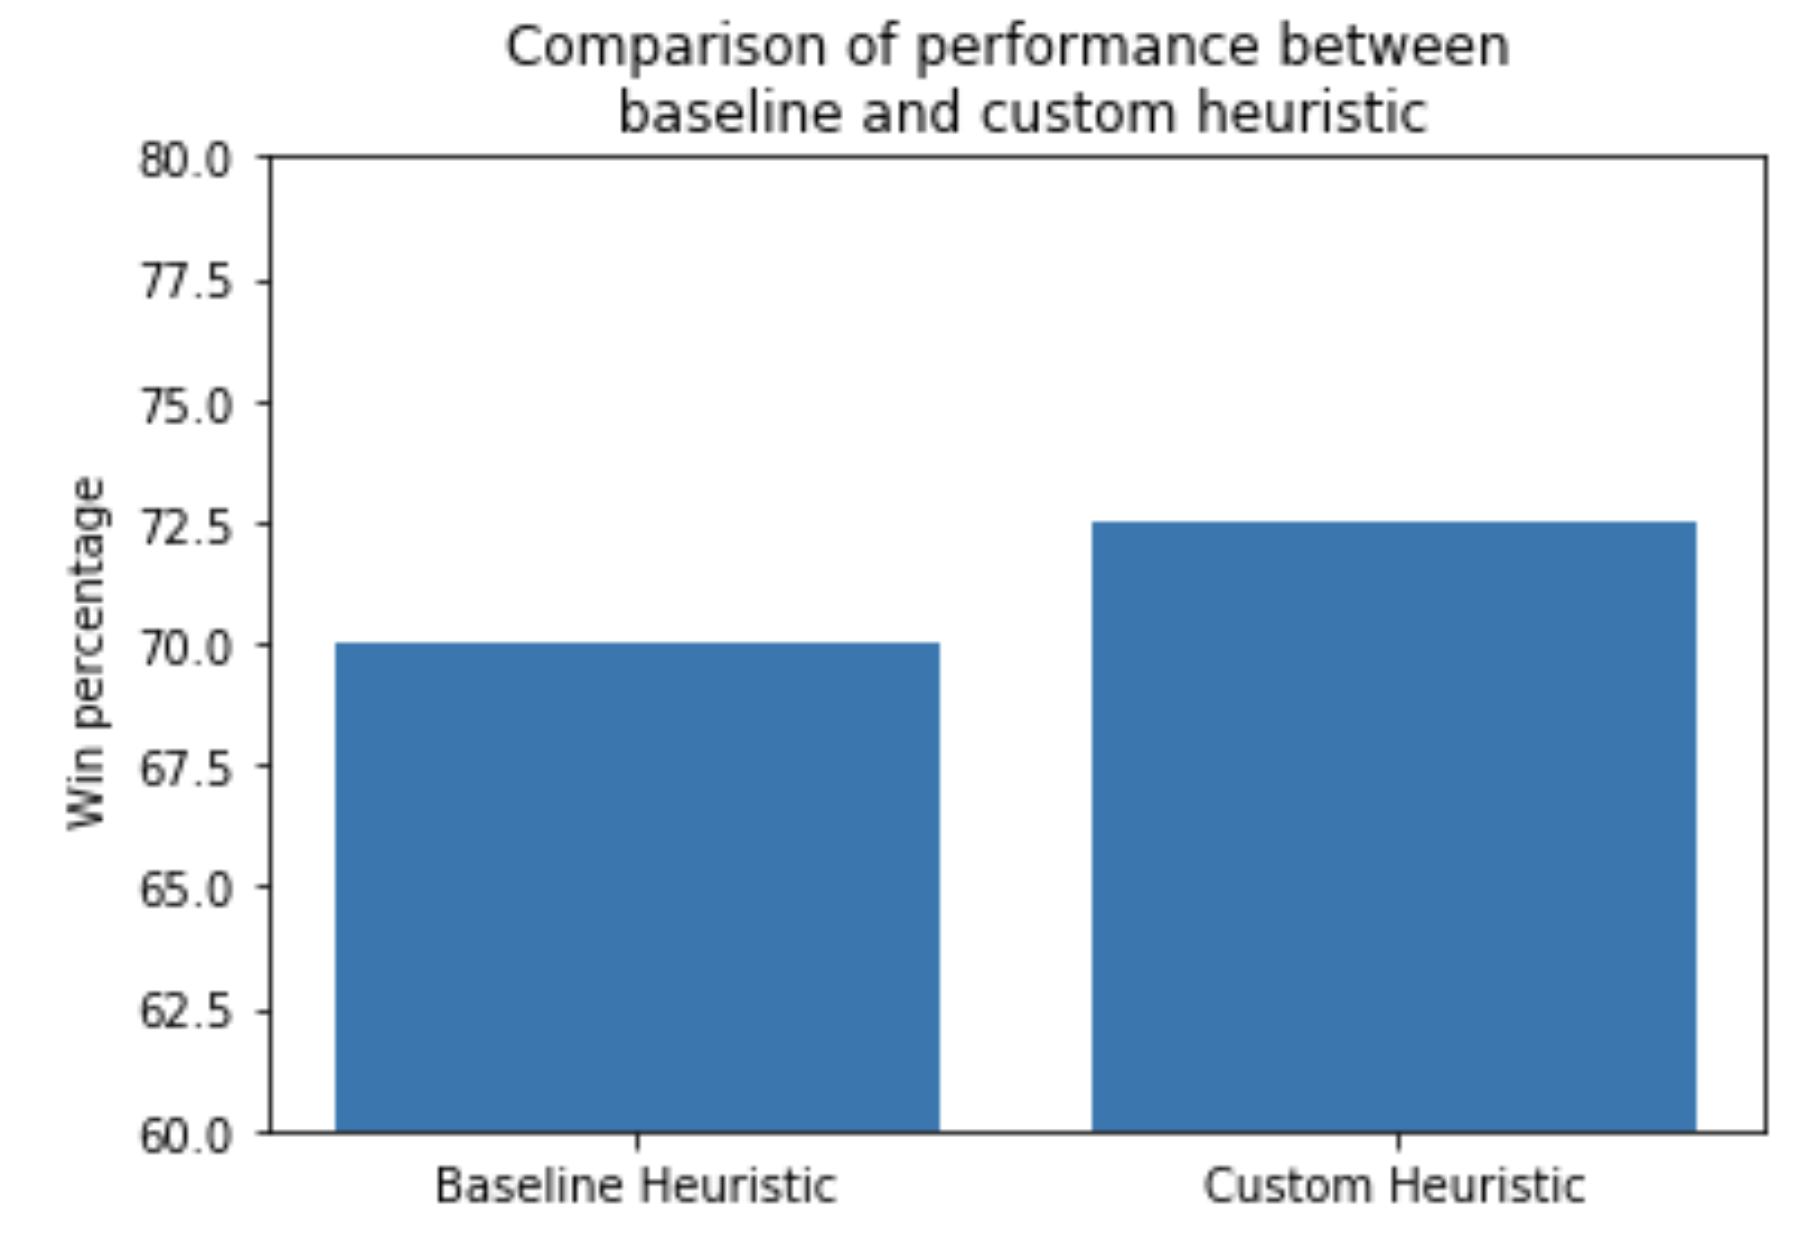 Comparison of performance between
baseline and custom heuristic
80.0
77.5
75.0
72.5
70.0
67.5
65.0
62.5
60.0
Win percentage
Baseline Heuristic
Custom Heuristic